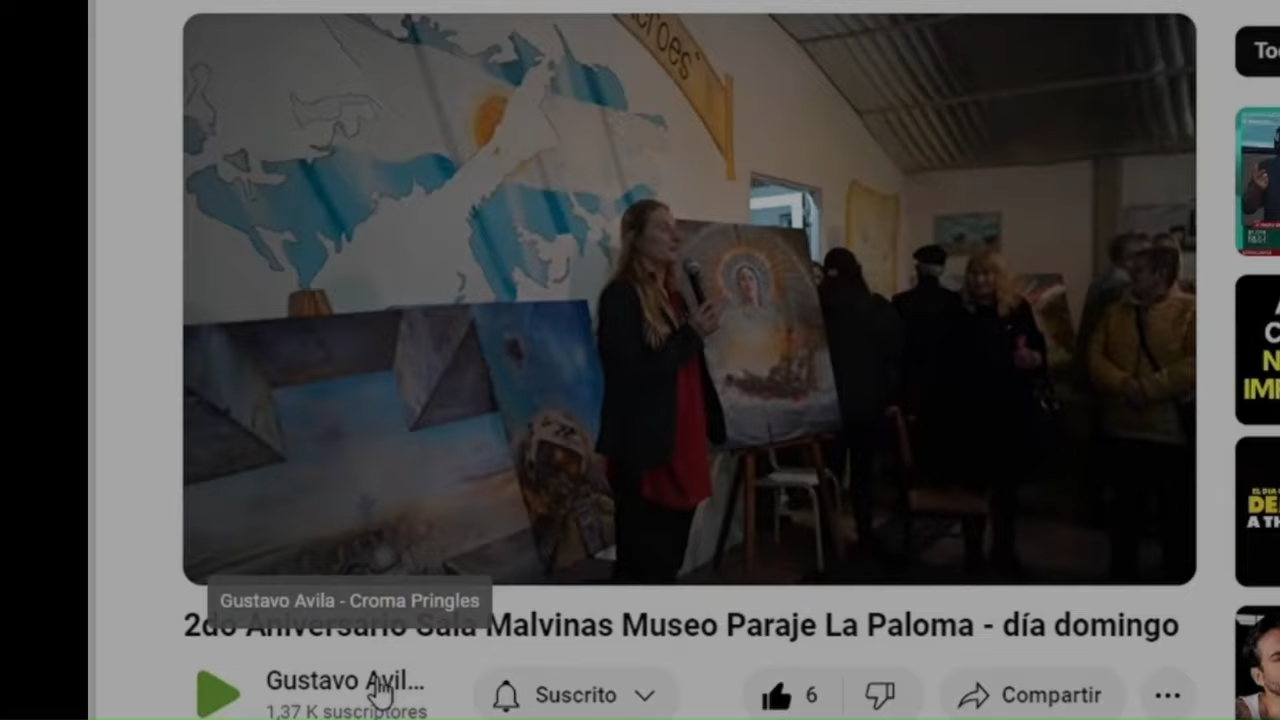 Gustavo Avila - Croma Pringles
2do Aniversario Sala Malvinas Museo Paraje La Paloma - día domingo
Gustavo Avil...
1,37 K suscriptores
Suscrito
6
Compartir